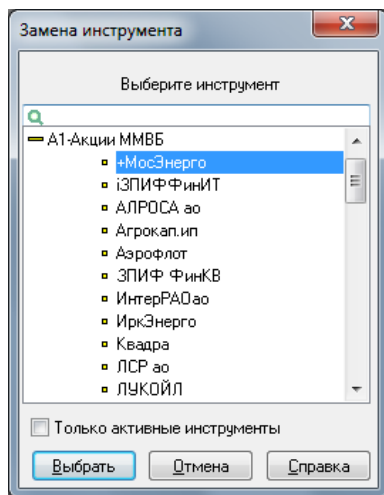 Замена инструмента
Выберите инструмент
А1-Акции ММВБ
+МосЭнерго
iЗПИФФинИТ
АЛРОСА ао
Агрокап.ип
Аэрофлот
ЗПИФ ФинКВ
ИнтерРАОао
ИркЭнерго
Квадра
ЛСР ао
ЛУКОЙЛ
Только активные инструменты
Выбрать Отмена Справка